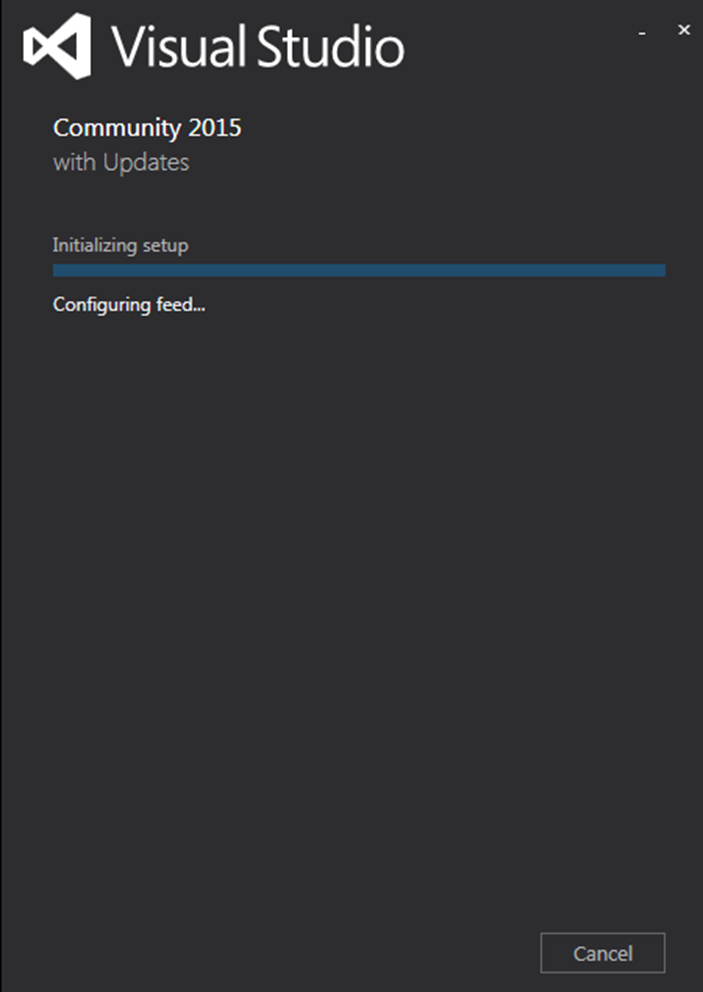 Visual Studio
Community 2015
with Updates
Initializing setup
Configuring feed...
Cancel